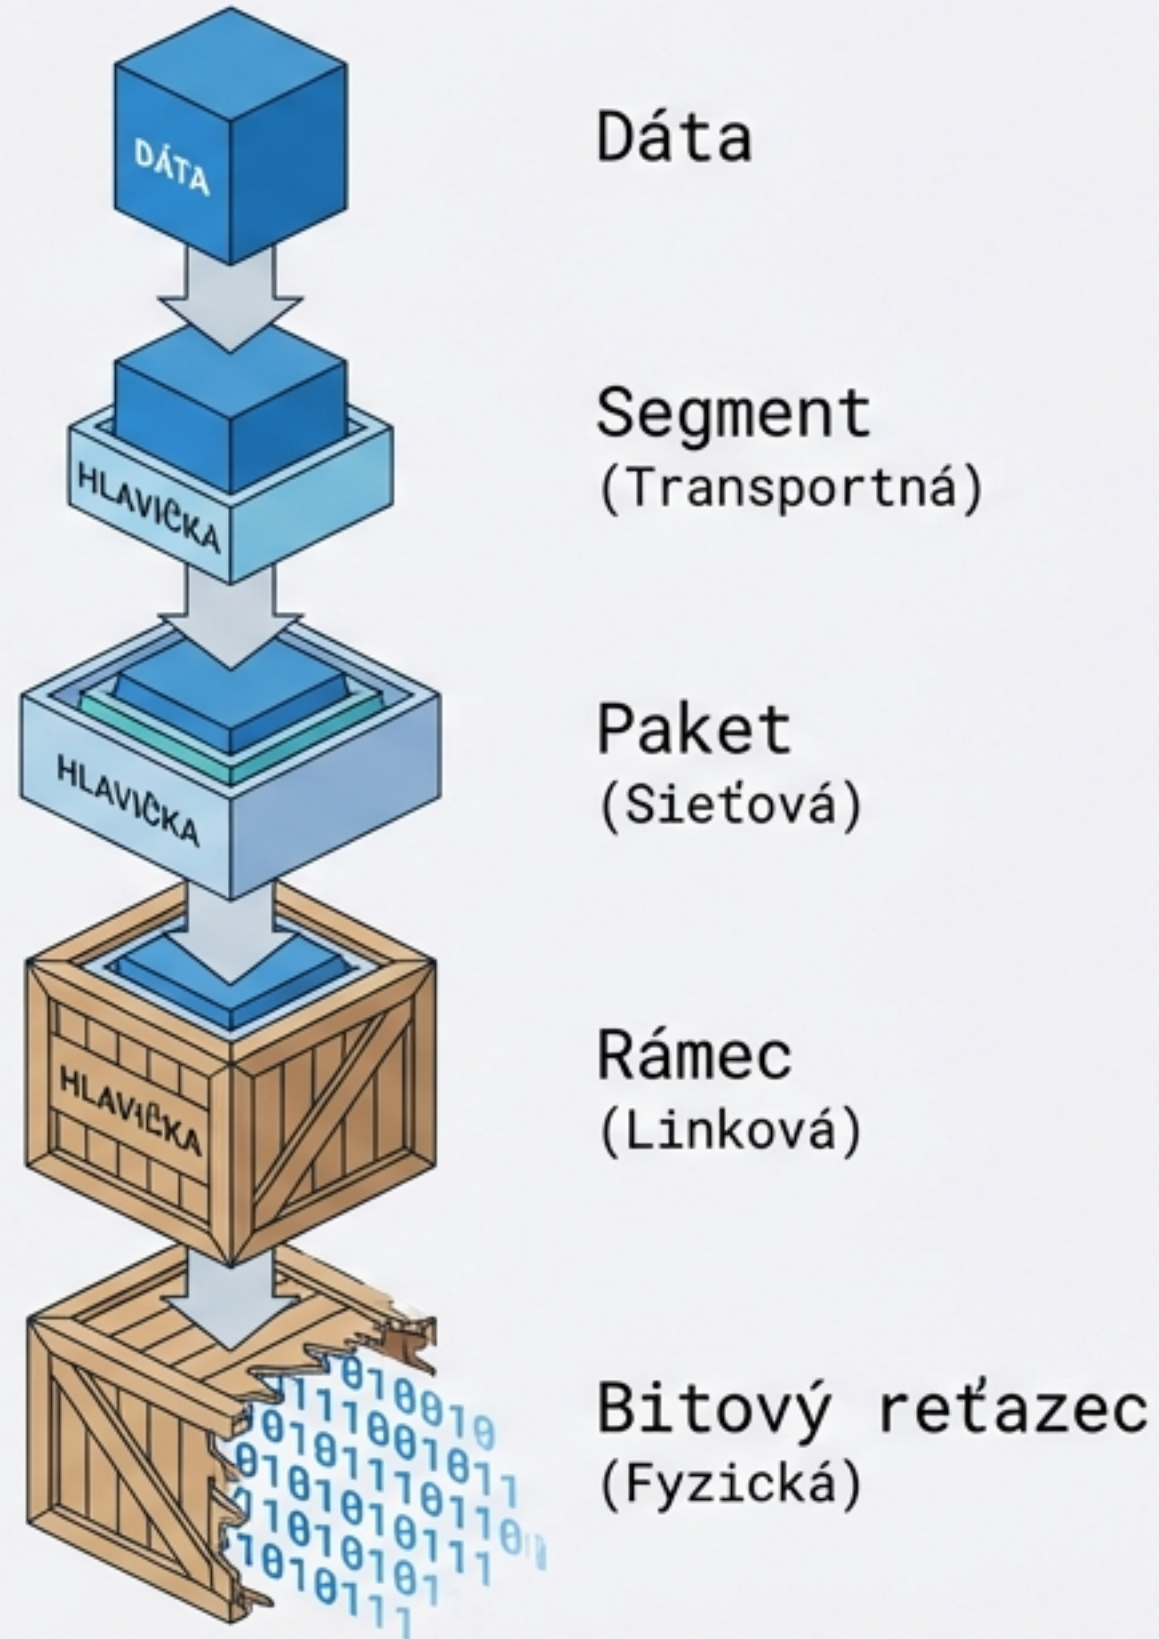 DÁTA
Dáta
HLAVIČKA
Segment
(Transportná)
HLAVIČKA
Paket
(Sieťová)
HLAVIČKA
Rámec
(Linková)
Bitový reťazec
(Fyzická)